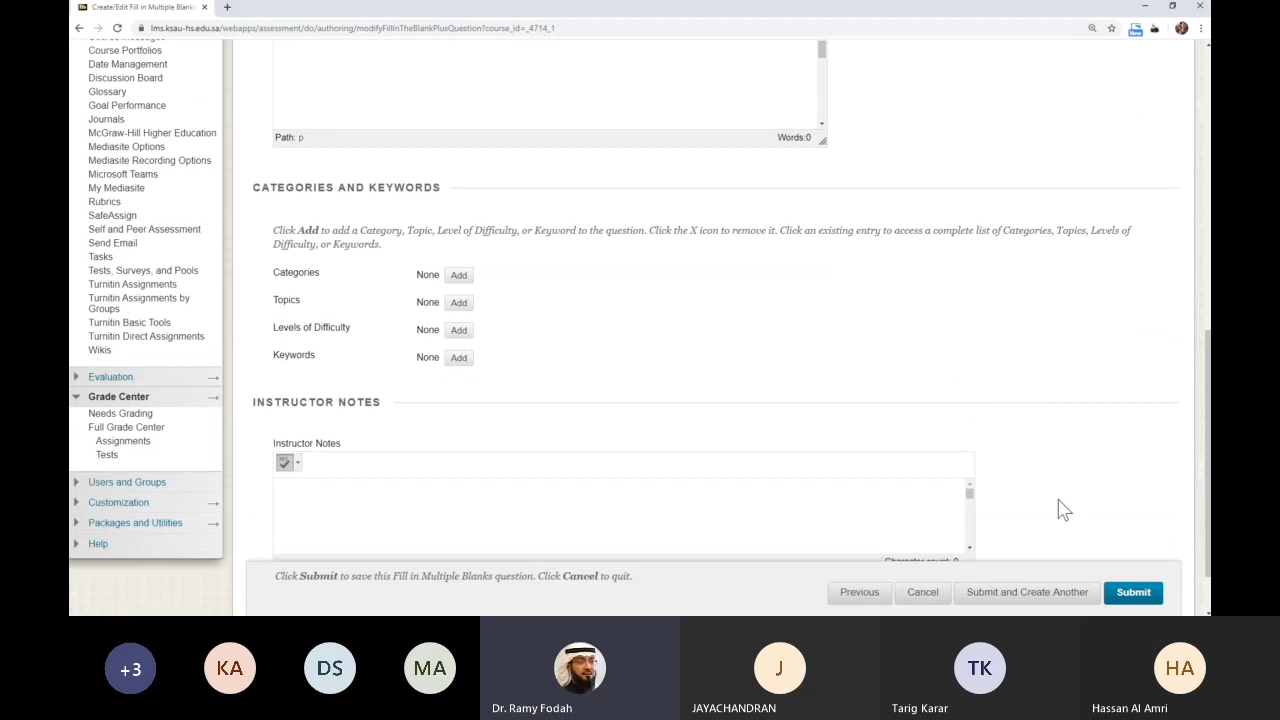 Create/Edit Fill in Multiple Blanks
lms.ksau-hs.edu.sa/webapps/assessment/do/authoring/modifyFillInTheBlankPlusQuestion?course_id=_4714_1
New
Course Messages
Course Portfolios
Date Management
Discussion Board
Glossary
Goal Performance
Journals
McGraw-Hill Higher Education
Mediasite Options
Mediasite Recording Options
Microsoft Teams
My Mediasite
Rubrics
SafeAssign
Self and Peer Assessment
Send Email
Tasks
Tests, Surveys, and Pools
Turnitin Assignments
Turnitin Assignments by
Groups
Turnitin Basic Tools
Turnitin Direct Assignments
Wikis
Evaluation
Grade Center
Needs Grading
Full Grade Center
Assignments
Tests
Users and Groups
Customization
Packages and Utilities
Help
Path: p
Words:0
CATEGORIES AND KEYWORDS
Click Add to add a Category, Topic, Level of Difficulty, or Keyword to the question. Click the X icon to remove it. Click an existing entry to access a complete list of Categories, Topics, Levels of
Difficulty, or Keywords.
Categories None Add
Topics None Add
Levels of Difficulty None Add
Keywords None Add
INSTRUCTOR NOTES
Instructor Notes
Character count: 0
Click Submit to save this Fill in Multiple Blanks question. Click Cancel to quit.
Previous Cancel Submit and Create Another Submit
+3 KA DS MA J TK HA
Dr. Ramy Fodah JAYACHANDRAN Tarig Karar Hassan Al Amri